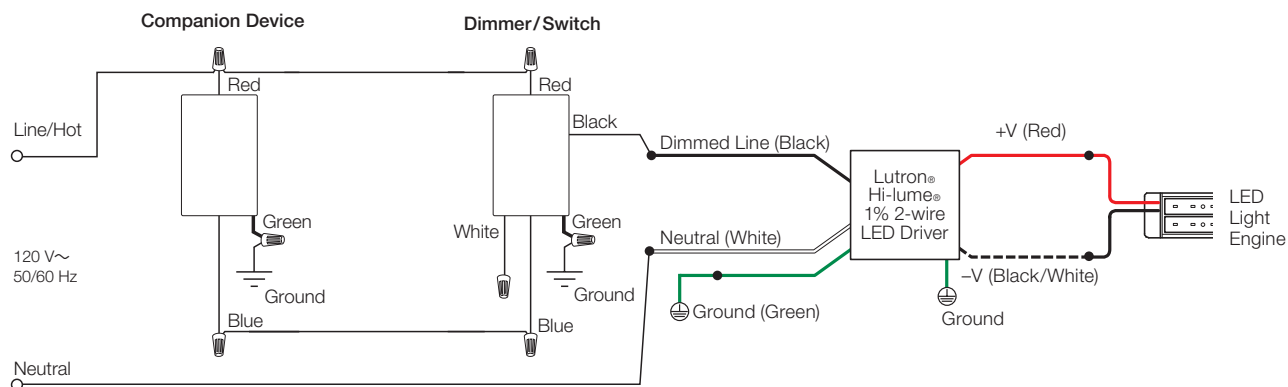 Companion Device
Dimmer/Switch
Red
Red
Line/Hot
Black
Dimmed Line (Black)
+V (Red)
Lutron®
Hi-lume®
1% 2-wire
LED Driver
LED
Light
Engine
Green
White
Green
Neutral (White)
120 V~
50/60 Hz
Ground
Ground
–V (Black/White)
Ground (Green)
Ground
Blue
Blue
Neutral